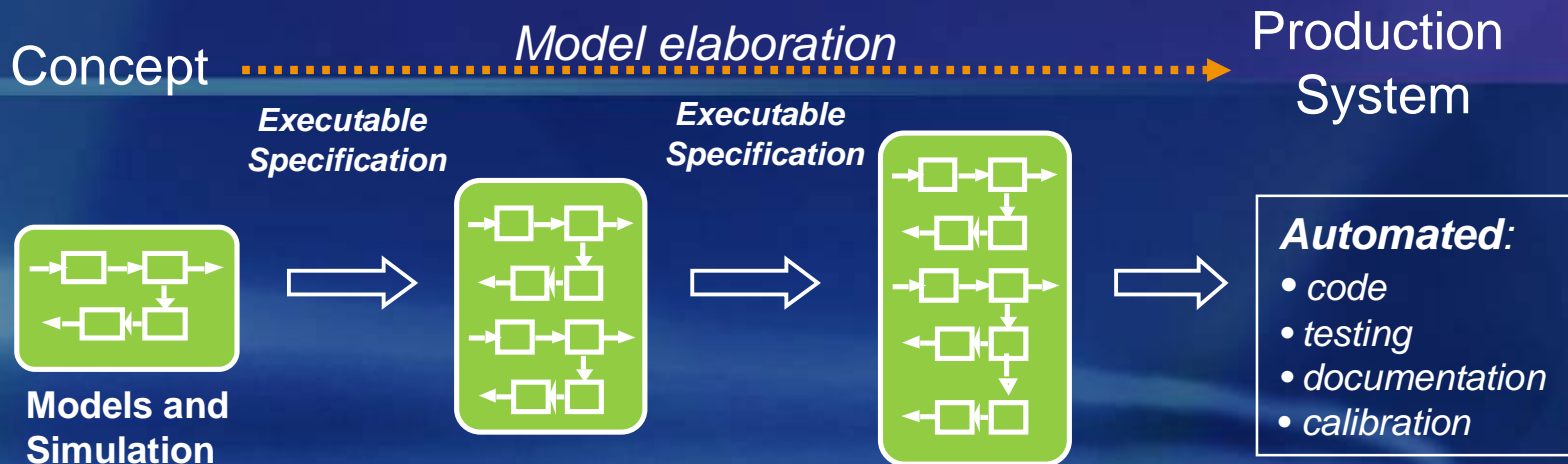 Concept
Model elaboration
Production
System
Executable
Specification
Executable
Specification
Models and
Simulation
Automated:
• code
• testing
• documentation
• calibration